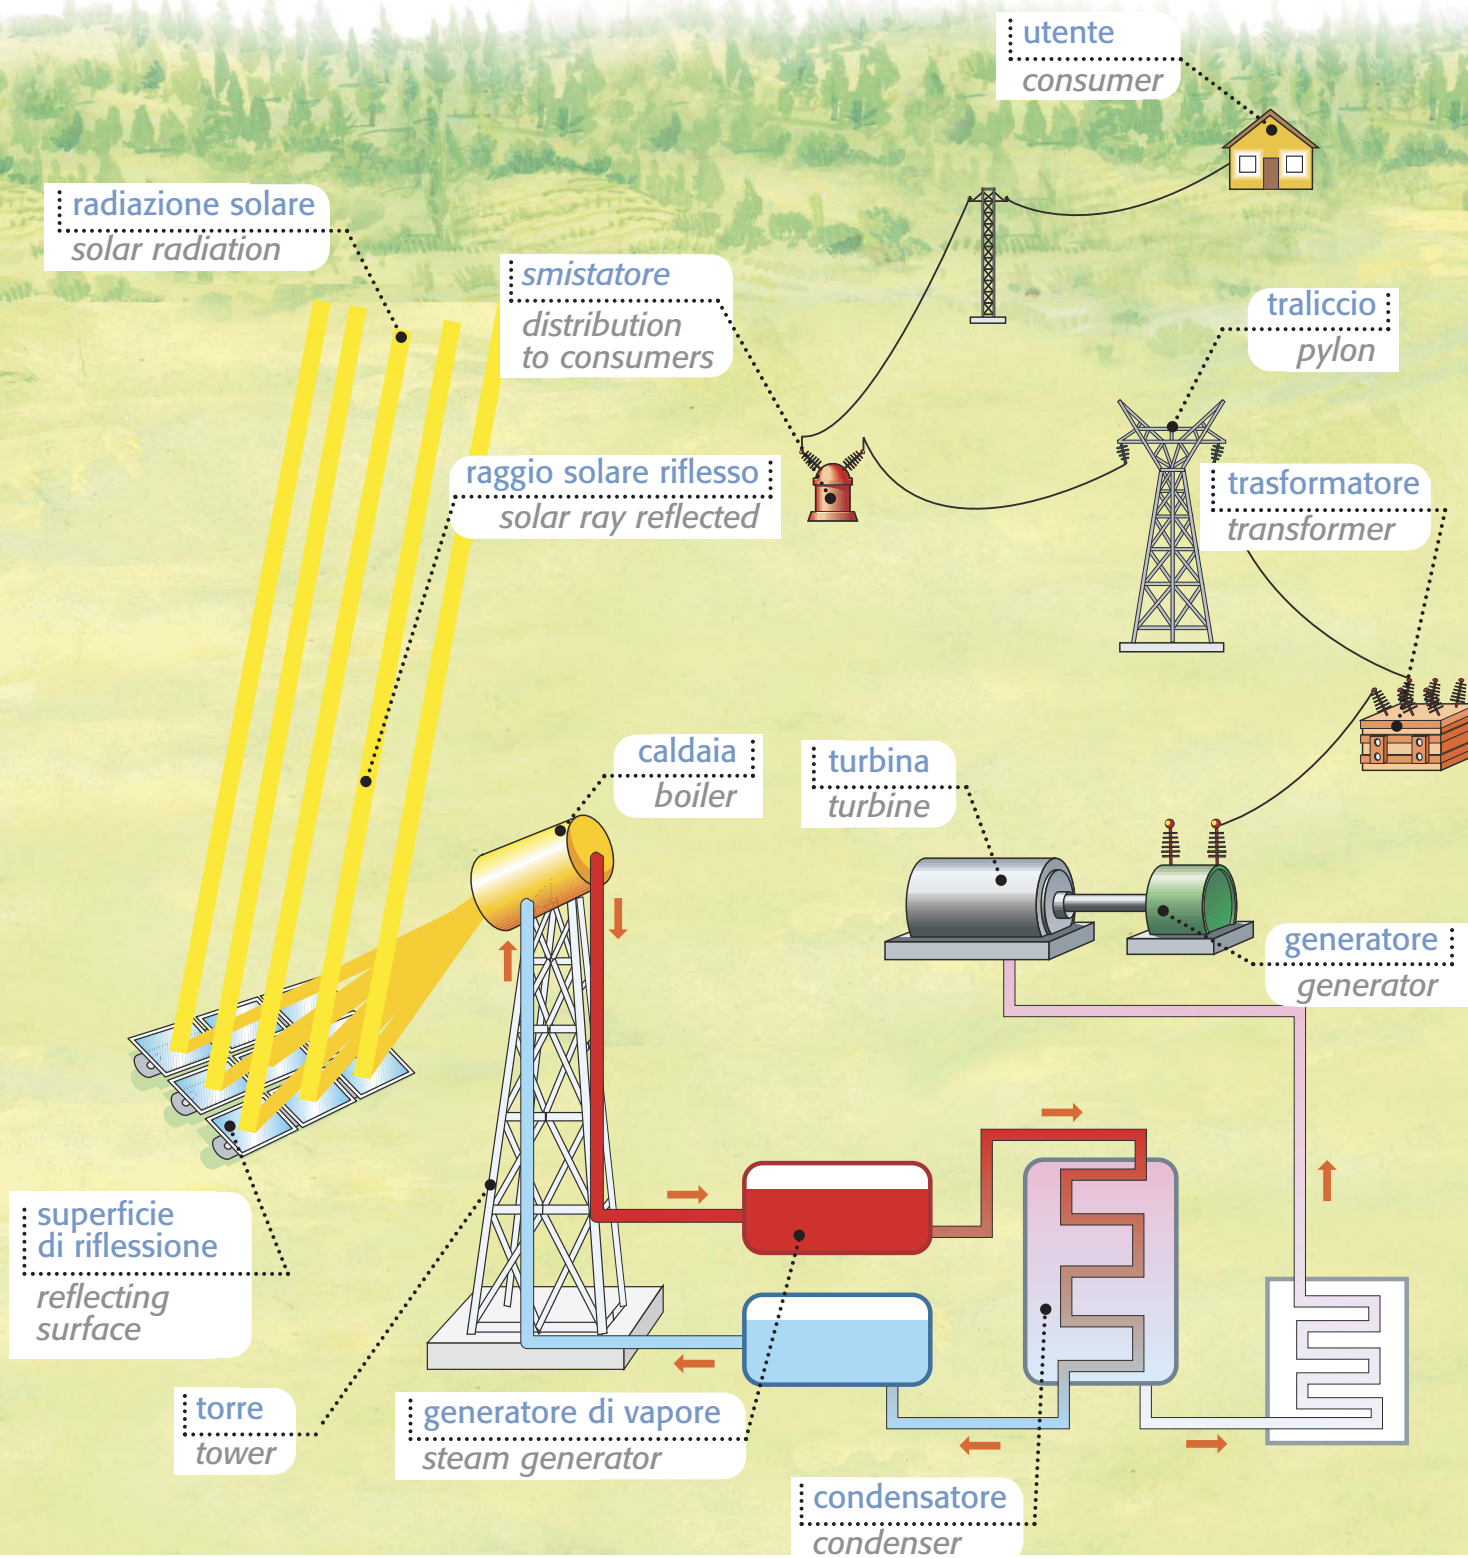 utente
consumer
radiazione solare
solar radiation
smistatore
distribution
to consumers
traliccio
pylon
raggio solare riflesso
solar ray reflected
trasformatore
transformer
caldaia
boiler
turbina
turbine
generatore
generator
superficie
di riflessione
reflecting
surface
torre
tower
generatore di vapore
steam generator
condensatore
condenser